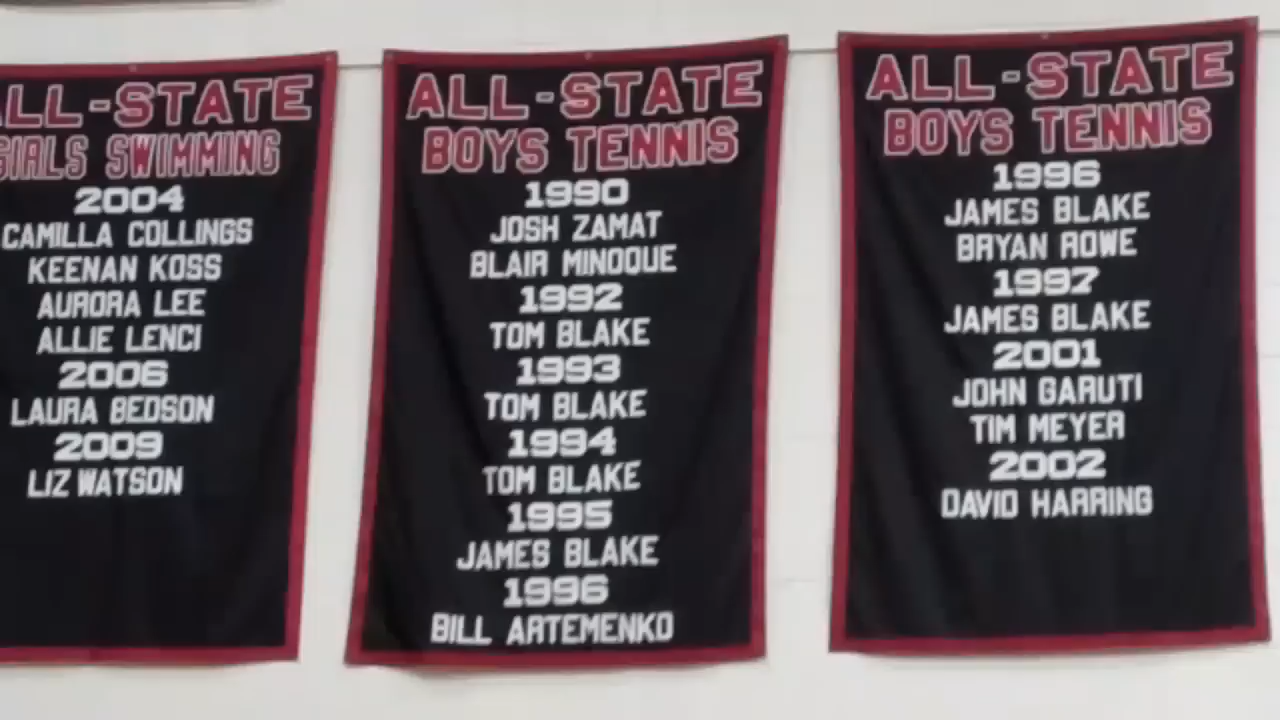 ALL-STATE
GIRLS SWIMMING
2004
CAMILLA COLLINGS
KEENAN KOSS
AURORA LEE
ALLIE LENCI
2006
LAURA BEDSON
2009
LIZ WATSON
ALL-STATE
BOYS TENNIS
1990
JOSH ZAMAT
BLAIR MINOQUE
1992
TOM BLAKE
1993
TOM BLAKE
1994
TOM BLAKE
1995
JAMES BLAKE
1996
BILL ARTEMENKO
ALL-STATE
BOYS TENNIS
1996
JAMES BLAKE
BRYAN ROWE
1997
JAMES BLAKE
2001
JOHN GARUTI
TIM MEYER
2002
DAVID HARRING